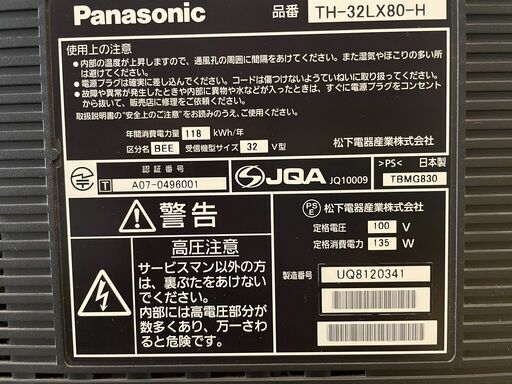 Panasonic 品番 TH-32LX80-H
使用上の注意
•内部の温度が上昇しますので、通風孔の周囲に間隔をあけてください。また湿気やほこりの多い所
は避けてください。
•電源プラグは確実に差し込んでください。コードは傷つけないようていねいに取り扱ってください。
•故障や異常が発生したときや内部に異物や水などが入ったときは、すぐに電源プラグをコンセント
から抜いて、販売店に修理をご依頼ください。
取扱説明書の"安全上のご注意"をお読みのうえ、ご使用ください。
年間消費電力量 118 kWh/年
区分名 BEE 受信機型サイズ 32 V型
松下電器産業株式会社
認証番号
T A07-0496001
JQA JQ10009
>PS< 日本製
TBMG830
警告
高圧注意
サービスマン以外の方
は、裏ぶたをあけない
でください。
内部には高電圧部分が
数多くあり、万一さわ
ると危険です。
PSE 松下電器産業株式会社
定格電圧 100 V
定格消費電力 135 W
製造番号 UQ8120341